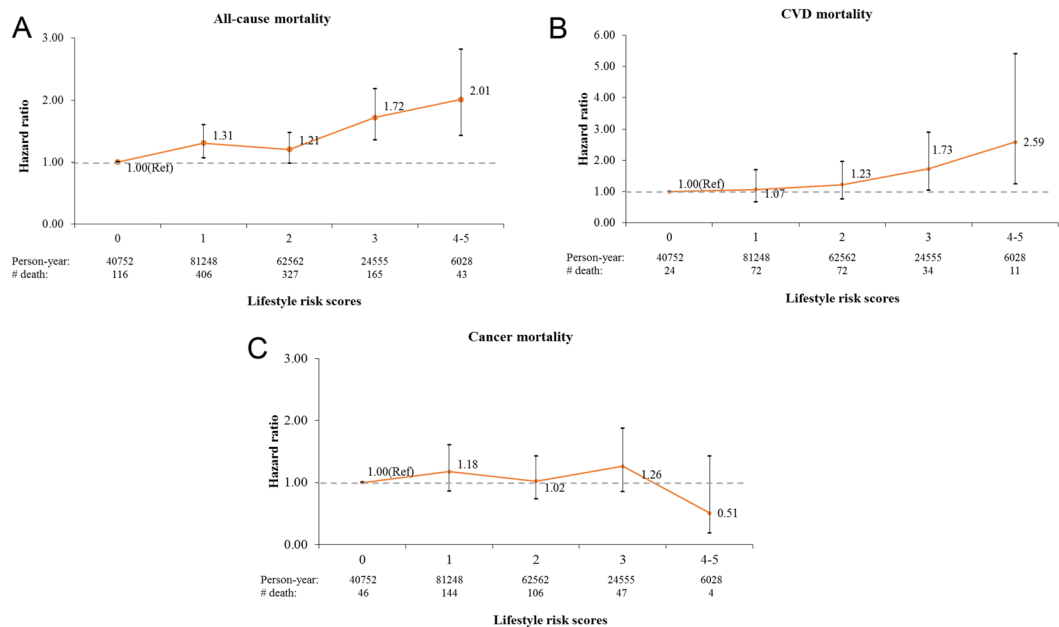 A
All-cause mortality
3.00
2.00
1.00
0.00
Hazard ratio
1.00(Ref)
1.31
1.21
1.72
2.01
0 1 2 3 4-5
Person-year: 40752 81248 62562 24555 6028
# death: 116 406 327 165 43
Lifestyle risk scores
B
CVD mortality
6.00
5.00
4.00
3.00
2.00
1.00
0.00
Hazard ratio
1.00(Ref)
1.07
1.23
1.73
2.59
0 1 2 3 4-5
Person-year: 40752 81248 62562 24555 6028
# death: 24 72 72 34 11
Lifestyle risk scores
C
Cancer mortality
3.00
2.00
1.00
0.00
Hazard ratio
1.00(Ref)
1.18
1.02
1.26
0.51
0 1 2 3 4-5
Person-year: 40752 81248 62562 24555 6028
# death: 46 144 106 47 4
Lifestyle risk scores